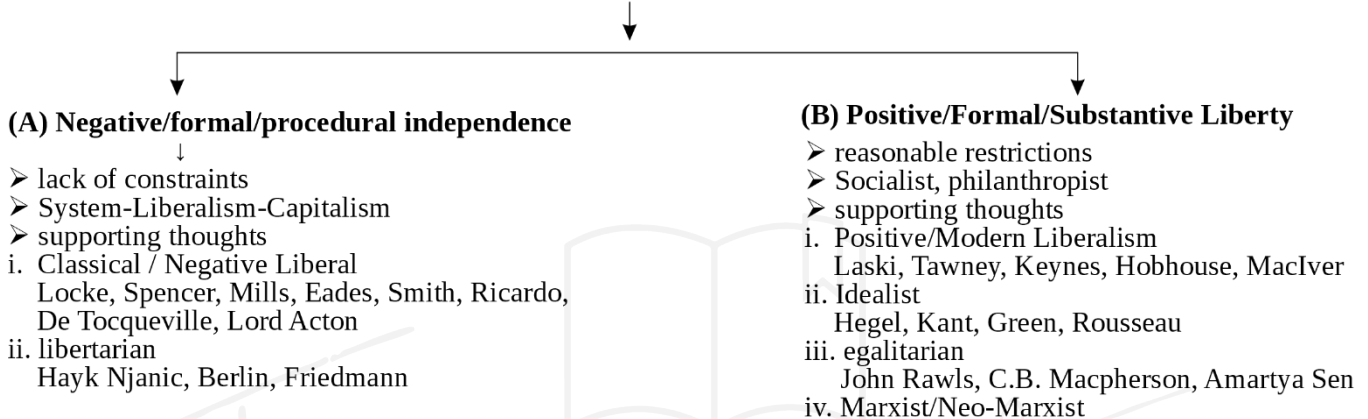 (A) Negative/formal/procedural independence
↓
➢ lack of constraints
➢ System-Liberalism-Capitalism
➢ supporting thoughts
i. Classical / Negative Liberal
Locke, Spencer, Mills, Eades, Smith, Ricardo,
De Tocqueville, Lord Acton
ii. libertarian
Hayk Njanic, Berlin, Friedmann
(B) Positive/Formal/Substantive Liberty
➢ reasonable restrictions
➢ Socialist, philanthropist
➢ supporting thoughts
i. Positive/Modern Liberalism
Laski, Tawney, Keynes, Hobhouse, MacIver
ii. Idealist
Hegel, Kant, Green, Rousseau
iii. egalitarian
John Rawls, C.B. Macpherson, Amartya Sen
iv. Marxist/Neo-Marxist